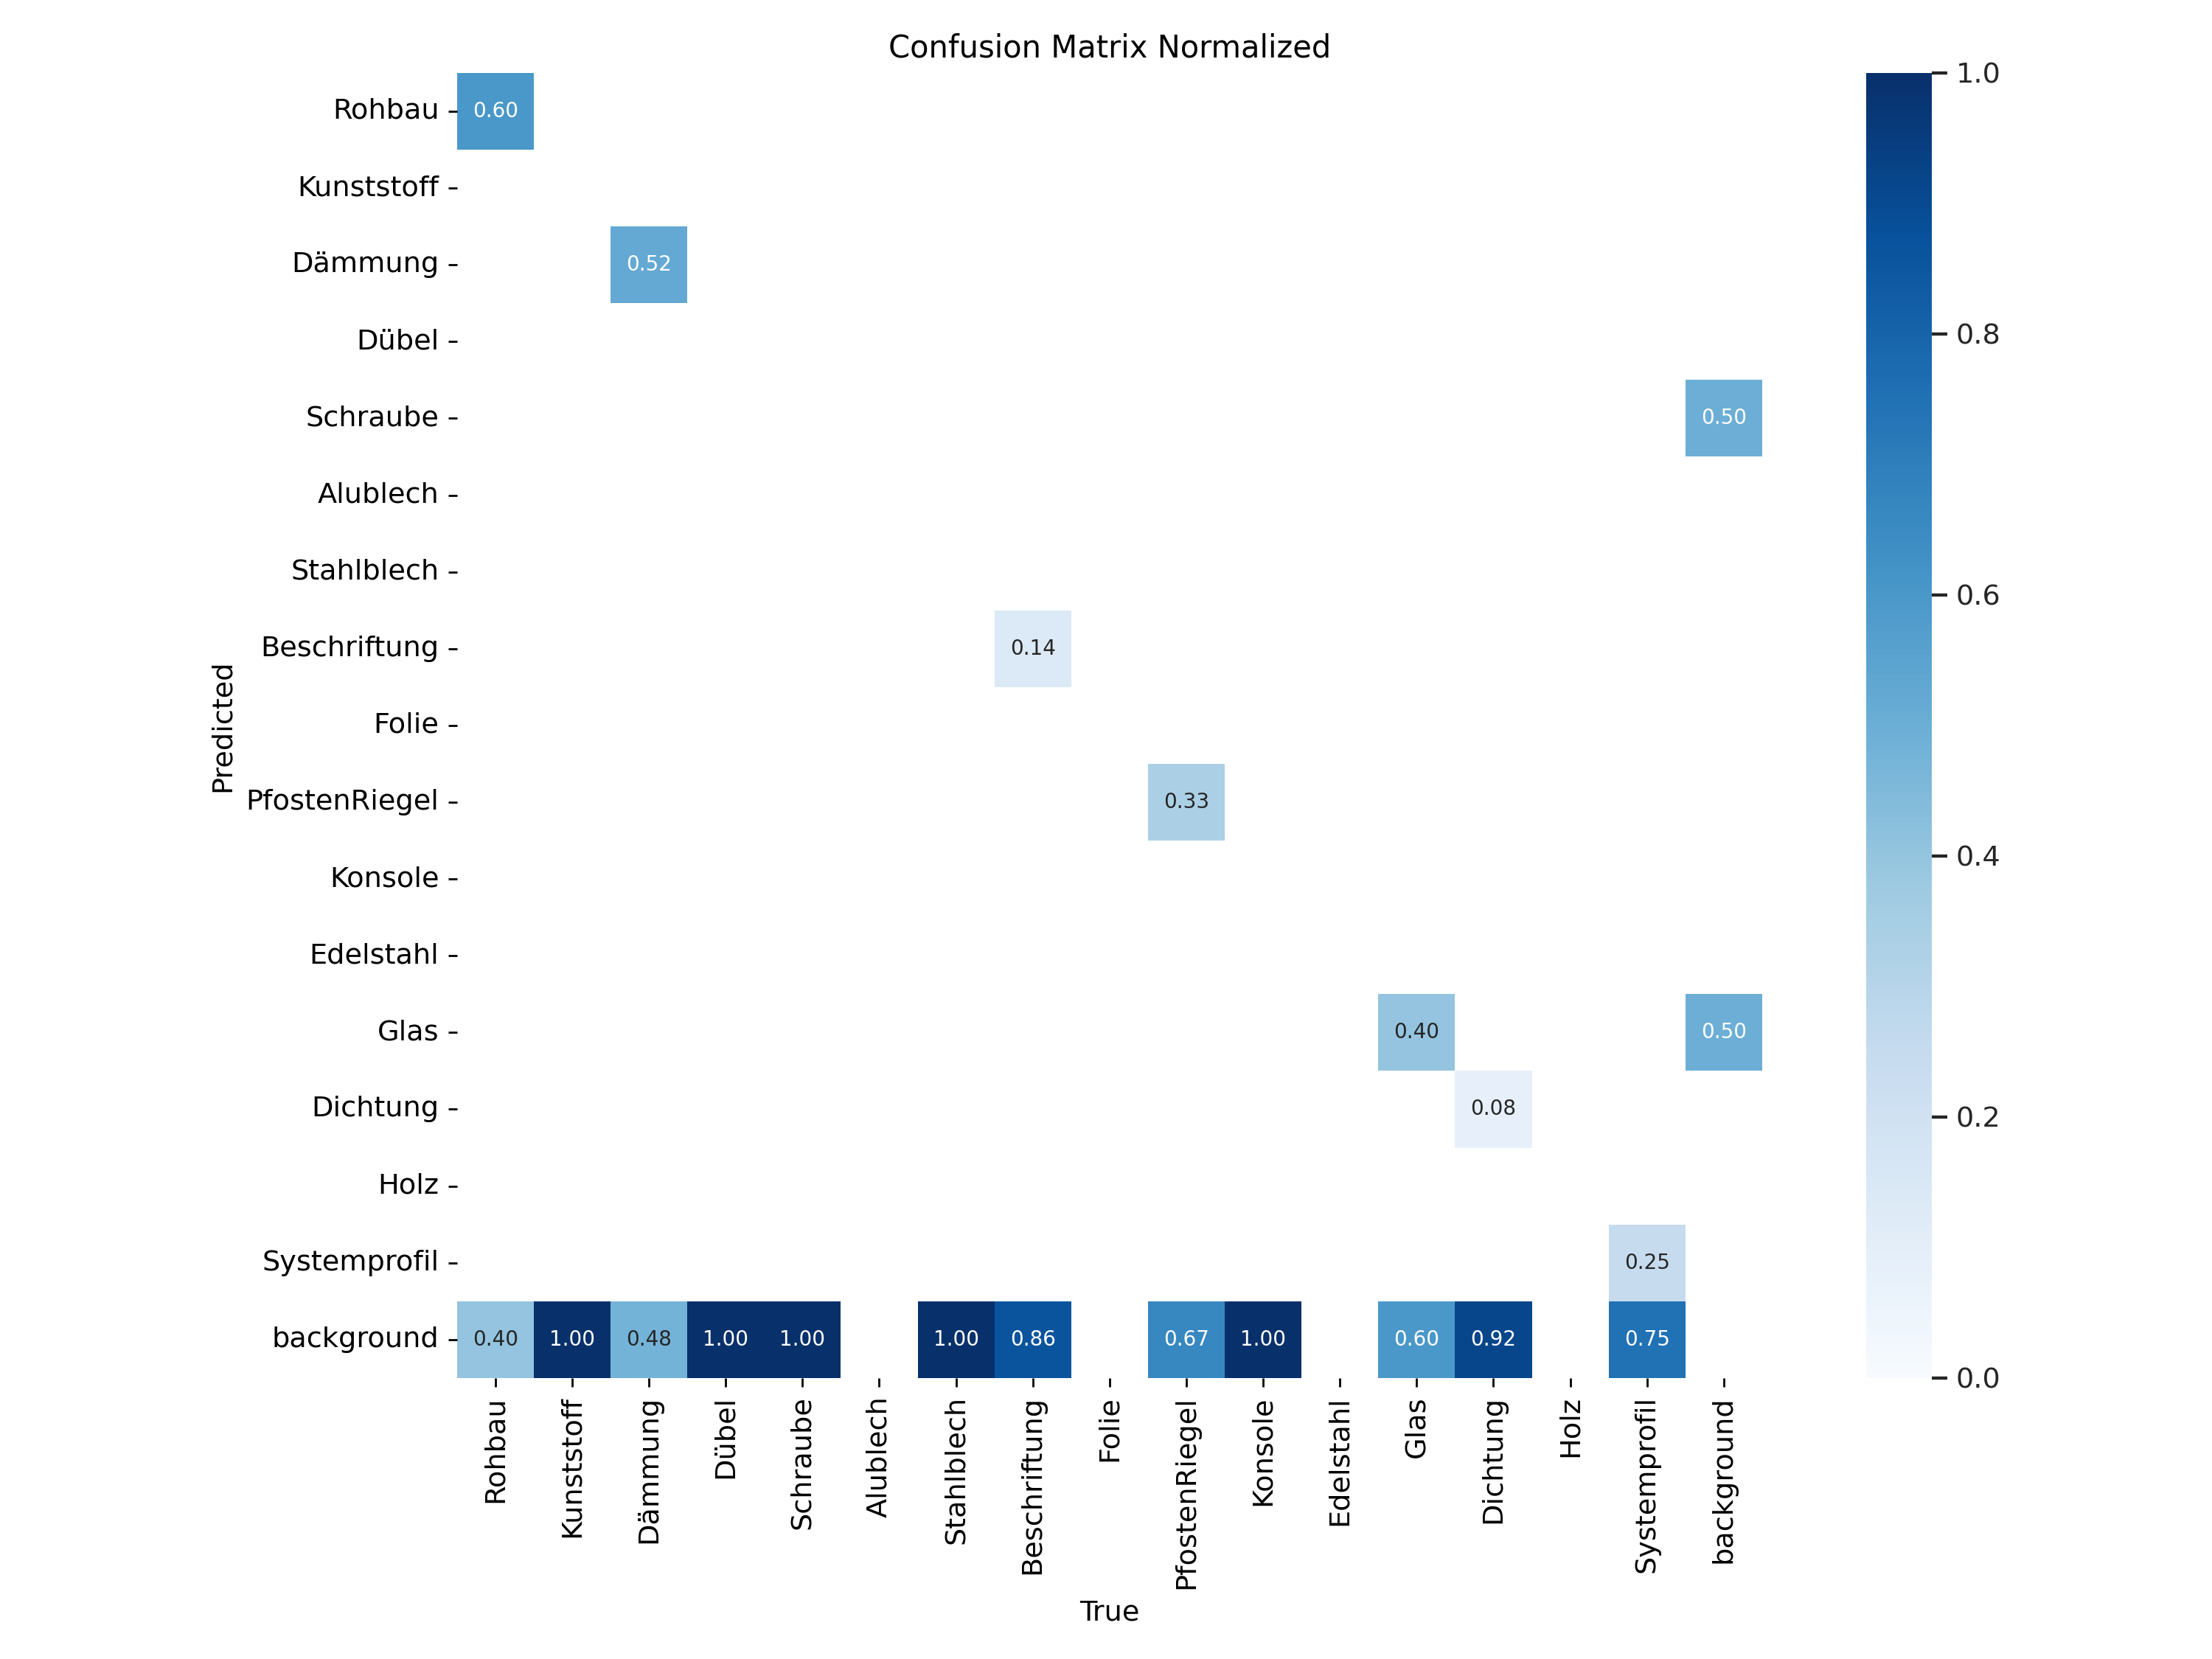 Confusion Matrix Normalized
Rohbau
Kunststoff
Dämmung
Dübel
Schraube
Alublech
Stahlblech
Beschriftung
Folie
PfostenRiegel
Konsole
Edelstahl
Glas
Dichtung
Holz
Systemprofil
background
Predicted
0.60
0.52
0.50
0.14
0.33
0.40 0.50
0.08
0.25
0.40 1.00 0.48 1.00 1.00 1.00 0.86 0.67 1.00 0.60 0.92 0.75
Rohbau
Kunststoff
Dämmung
Dübel
Schraube
Alublech
Stahlblech
Beschriftung
Folie
PfostenRiegel
Konsole
Edelstahl
Glas
Dichtung
Holz
Systemprofil
background
True
1.0
0.8
0.6
0.4
0.2
0.0